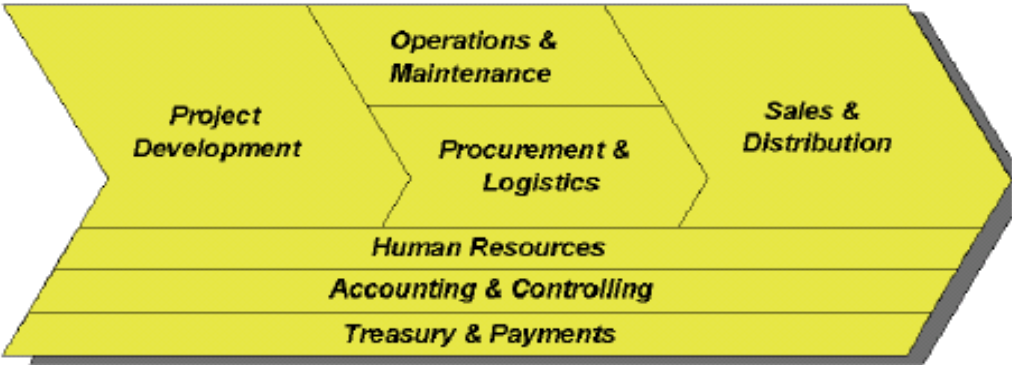 Project
Development
Operations &
Maintenance
Procurement &
Logistics
Sales &
Distribution
Human Resources
Accounting & Controlling
Treasury & Payments